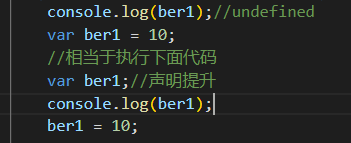 console.log(ber1);//undefined
var ber1 = 10;
//相当于执行下面代码
var ber1;//声明提升
console.log(ber1);
ber1 = 10;